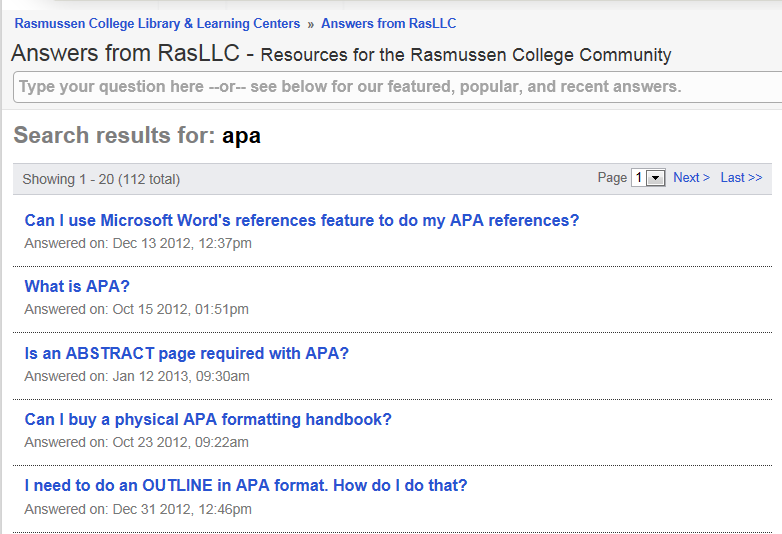 Rasmussen College Library & Learning Centers » Answers from RasLLC
Answers from RasLLC - Resources for the Rasmussen College Community
Type your question here --or-- see below for our featured, popular, and recent answers.
Search results for: apa
Showing 1 - 20 (112 total) Page 1 Next > Last >>
Can I use Microsoft Word's references feature to do my APA references?
Answered on: Dec 13 2012, 12:37pm
What is APA?
Answered on: Oct 15 2012, 01:51pm
Is an ABSTRACT page required with APA?
Answered on: Jan 12 2013, 09:30am
Can I buy a physical APA formatting handbook?
Answered on: Oct 23 2012, 09:22am
I need to do an OUTLINE in APA format. How do I do that?
Answered on: Dec 31 2012, 12:46pm